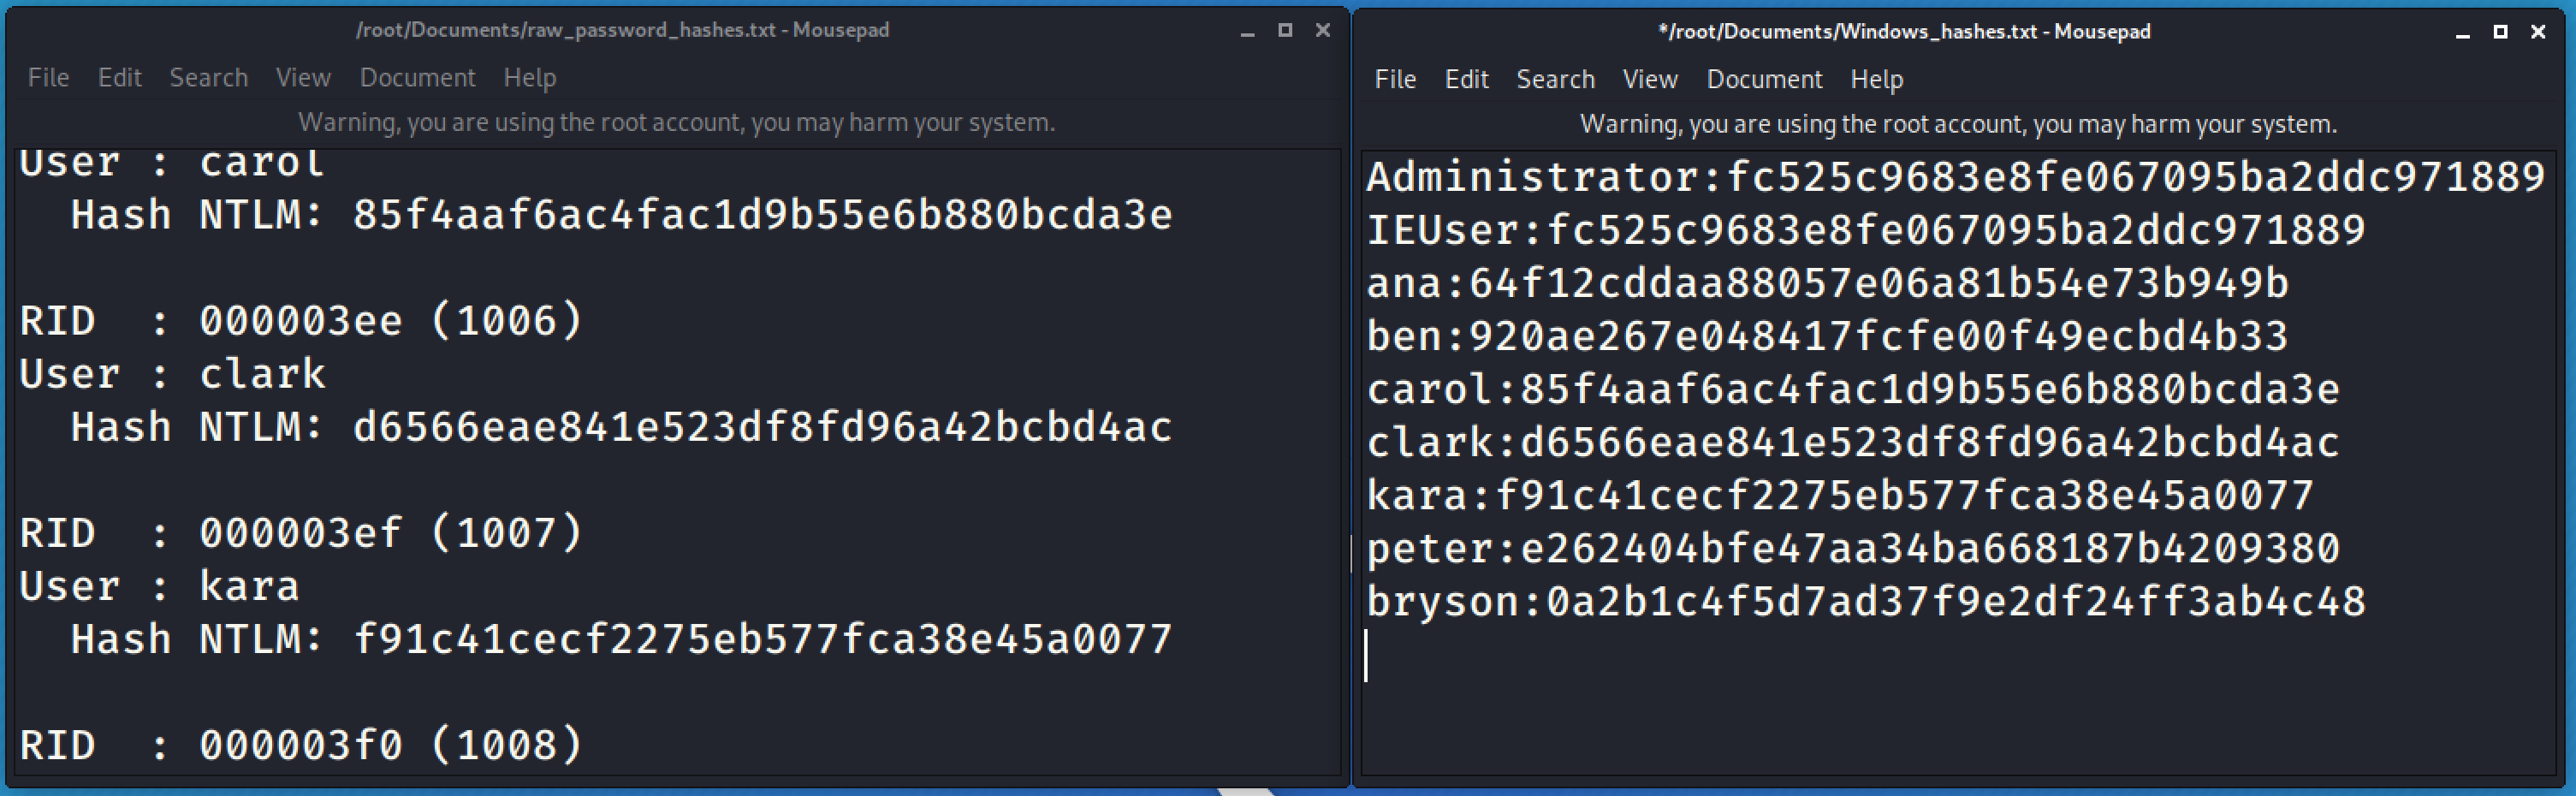 /root/Documents/raw_password_hashes.txt - Mousepad
File Edit Search View Document Help
Warning, you are using the root account, you may harm your system.
User : carol
Hash NTLM: 85f4aaf6ac4fac1d9b55e6b880bcda3e
RID : 000003ee (1006)
User : clark
Hash NTLM: d6566eae841e523df8fd96a42bcbd4ac
RID : 000003ef (1007)
User : kara
Hash NTLM: f91c41cecf2275eb577fca38e45a0077
RID : 000003f0 (1008)
*/root/Documents/Windows_hashes.txt - Mousepad
File Edit Search View Document Help
Warning, you are using the root account, you may harm your system.
Administrator:fc525c9683e8fe067095ba2ddc971889
IEUser:fc525c9683e8fe067095ba2ddc971889
ana:64f12cddaa88057e06a81b54e73b949b
ben:920ae267e048417fcfe00f49ecbd4b33
carol:85f4aaf6ac4fac1d9b55e6b880bcda3e
clark:d6566eae841e523df8fd96a42bcbd4ac
kara:f91c41cecf2275eb577fca38e45a0077
peter:e262404bfe47aa34ba668187b4209380
bryson:0a2b1c4f5d7ad37f9e2df24ff3ab4c48